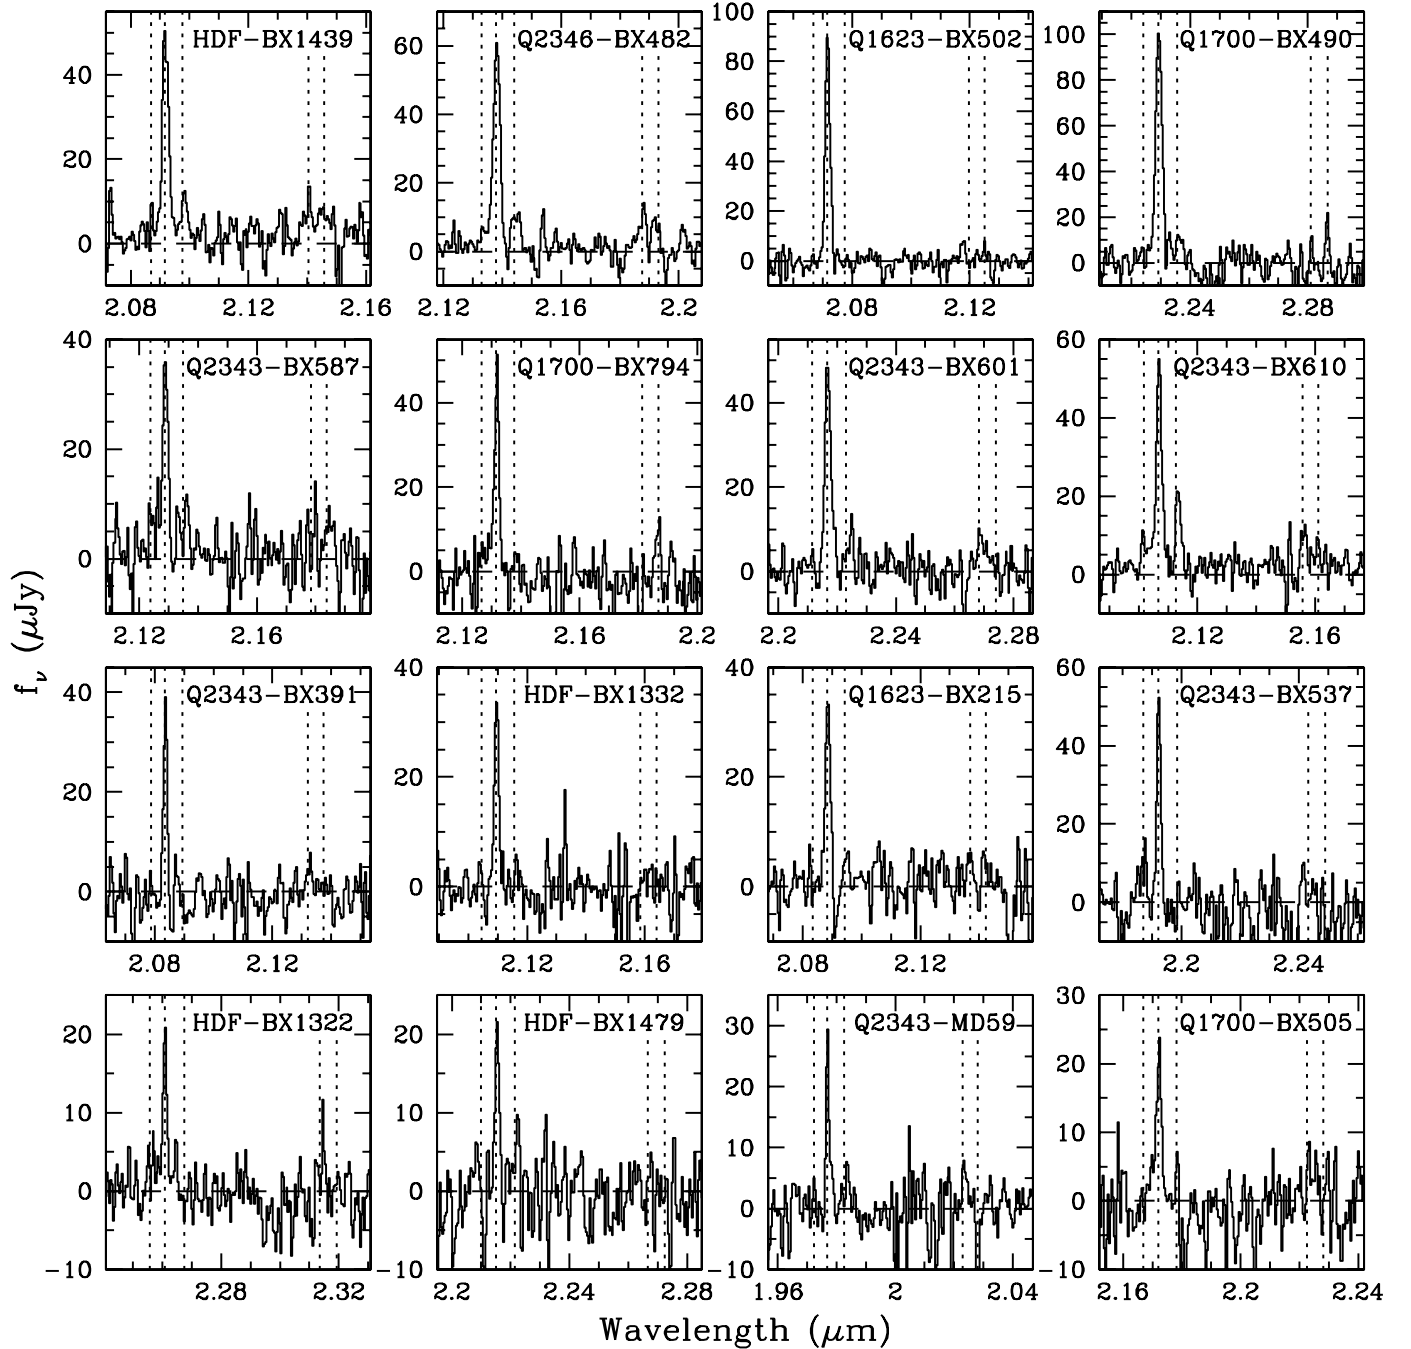 HDF-BX1439
40
20
0
2.08 2.12 2.16
Q2346-BX482
60
40
20
0
2.12 2.16 2.2
Q1623-BX502
100
80
60
40
20
0
2.08 2.12
Q1700-BX490
100
80
60
40
20
0
2.24 2.28
Q2343-BX587
40
20
0
2.12 2.16
Q1700-BX794
40
20
0
2.12 2.16 2.2
Q2343-BX601
40
20
0
2.2 2.24 2.28
Q2343-BX610
60
40
20
0
2.12 2.16
fν (μJy)
Q2343-BX391
40
20
0
2.08 2.12
HDF-BX1332
40
20
0
2.12 2.16
Q1623-BX215
40
20
0
2.08 2.12
Q2343-BX537
60
40
20
0
2.2 2.24
HDF-BX1322
20
10
0
-10
2.28 2.32
HDF-BX1479
20
10
0
-10
2.2 2.24 2.28
Q2343-MD59
30
20
10
0
-10
1.96 2 2.04
Q1700-BX505
30
20
10
0
-10
2.16 2.2 2.24
Wavelength (μm)